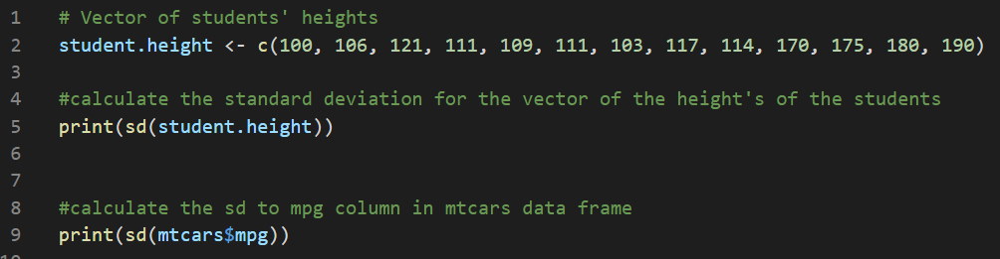 1 # Vector of students' heights
2 student.height <- c(100, 106, 121, 111, 109, 111, 103, 117, 114, 170, 175, 180, 190)
3
4 #calculate the standard deviation for the vector of the height's of the students
5 print(sd(student.height))
6
7
8 #calculate the sd to mpg column in mtcars data frame
9 print(sd(mtcars$mpg))